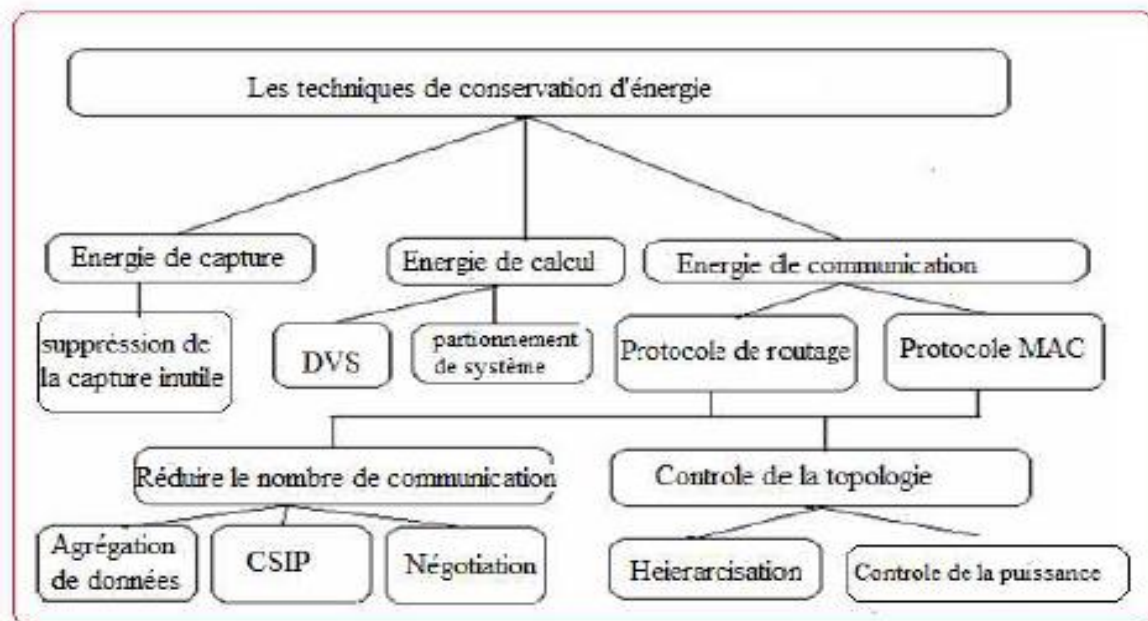 Les techniques de conservation d'énergie
Energie de capture
Energie de calcul
Energie de communication
suppréssion de
la capture inutile
DVS
partionnement
de système
Protocole de routage
Protocole MAC
Réduire le nombre de communication
Controle de la topologie
Agrégation
de données
CSIP
Négotiation
Heierarcisation
Controle de la puissance